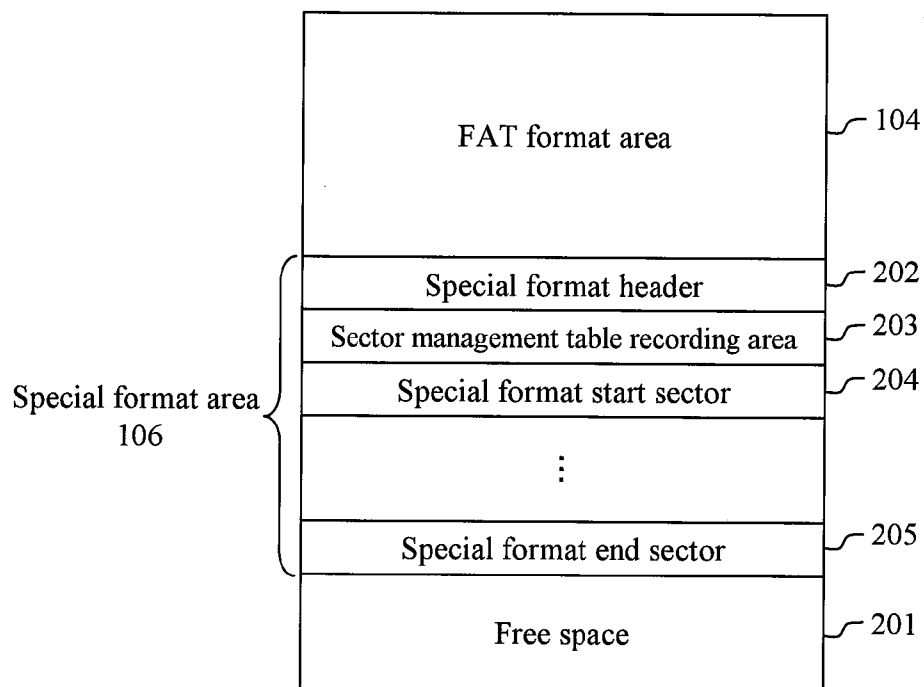 FAT format area
104
Special format header
202
Sector management table recording area
203
Special format start sector
204
Special format area
106
⋮
Special format end sector
205
Free space
201